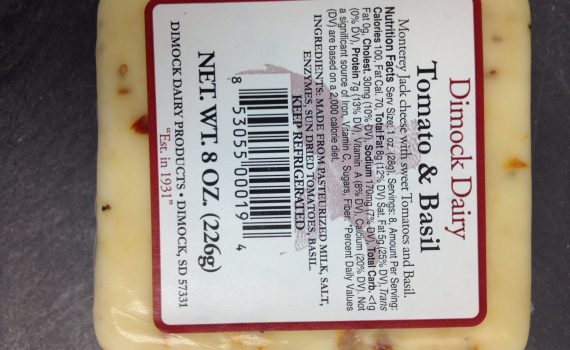 Dimock Dairy
Tomato & Basil
Monterey Jack cheese with sweet Tomatoes and Basil
Nutrition Facts Serv Size: 1 oz. (28g), Servings: 8, Amount Per Serving:
Calories 100, Fat Cal. 70, Total Fat 8g (12% DV) Sat. Fat 5g (25% DV), Trans
Fat 0g, Cholest. 30mg (10% DV), Sodium 170mg (7% DV), Total Carb. <1g
(0% DV), Protein 7g (13% DV), Vitamin A (8% DV), Calcium (20% DV). Not
a significant source of Iron, Vitamin C, Sugars, Fiber. *Percent Daily Values
(DV) are based on a 2,000 calorie diet.
INGREDIENTS: MADE FROM PASTEURIZED MILK, SALT,
ENZYMES, SUN DRIED TOMATOES, BASIL.
KEEP REFRIGERATED
8 53055 00019 4
NET. WT. 8 OZ. (226g)
DIMOCK DAIRY PRODUCTS • DIMOCK, SD 57331
"Est. in 1931"